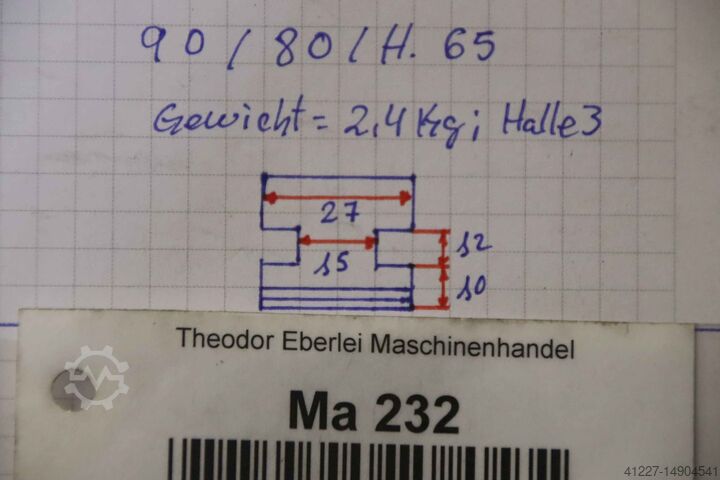 90/80/H. 65
Gewicht = 2,4 Kg; Halle 3
27
15
12
10
Theodor Eberlei Maschinenhandel
Ma 232
41227-14904541